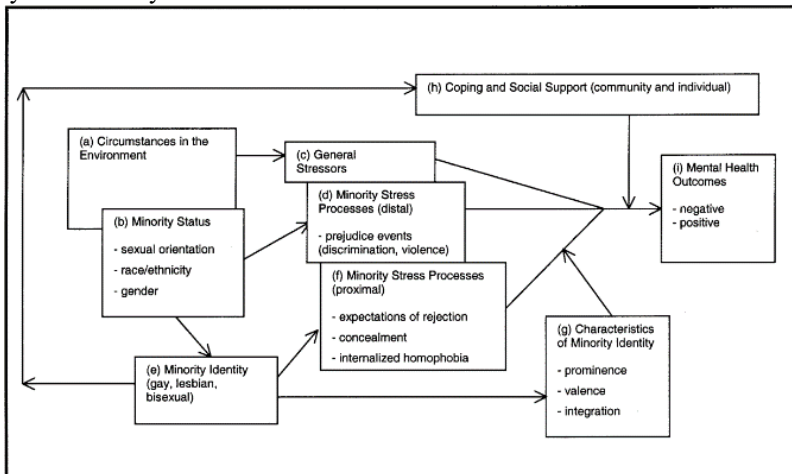 (h) Coping and Social Support (community and individual)
(a) Circumstances in the
Environment
(c) General
Stressors
(i) Mental Health
Outcomes
- negative
- positive
(d) Minority Stress
Processes (distal)
- prejudice events
(discrimination, violence)
(b) Minority Status
- sexual orientation
- race/ethnicity
- gender
(f) Minority Stress Processes
(proximal)
- expectations of rejection
- concealment
- internalized homophobia
(g) Characteristics
of Minority Identity
- prominence
- valence
- integration
(e) Minority Identity
(gay, lesbian,
bisexual)